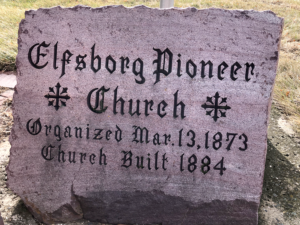 Elfsborg Pioneer
Church
Organized Mar. 13, 1873
Church Built 1884